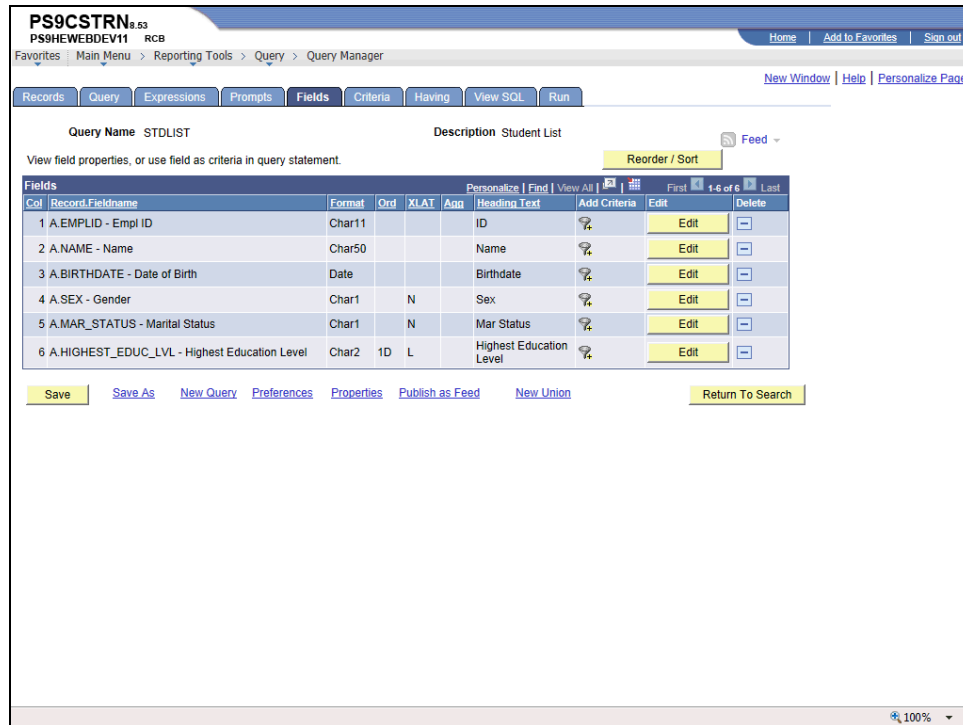 PS9CSTRN8.53
PS9HEWEBDEV11 RCB
Home | Add to Favorites | Sign out
Favorites Main Menu > Reporting Tools > Query > Query Manager
New Window | Help | Personalize Page
Records Query Expressions Prompts Fields Criteria Having View SQL Run
Query Name STDLIST Description Student List
Feed
View field properties, or use field as criteria in query statement.
Reorder / Sort
Fields Personalize | Find | View All | | First 1-6 of 6 Last
Col Record.Fieldname Format Ord XLAT Agg Heading Text Add Criteria Edit Delete
1 A.EMPLID - Empl ID Char11 ID Edit
2 A.NAME - Name Char50 Name Edit
3 A.BIRTHDATE - Date of Birth Date Birthdate Edit
4 A.SEX - Gender Char1 N Sex Edit
5 A.MAR_STATUS - Marital Status Char1 N Mar Status Edit
6 A.HIGHEST_EDUC_LVL - Highest Education Level Char2 1D L Highest Education Edit
Level
Save Save As New Query Preferences Properties Publish as Feed New Union Return To Search
100%